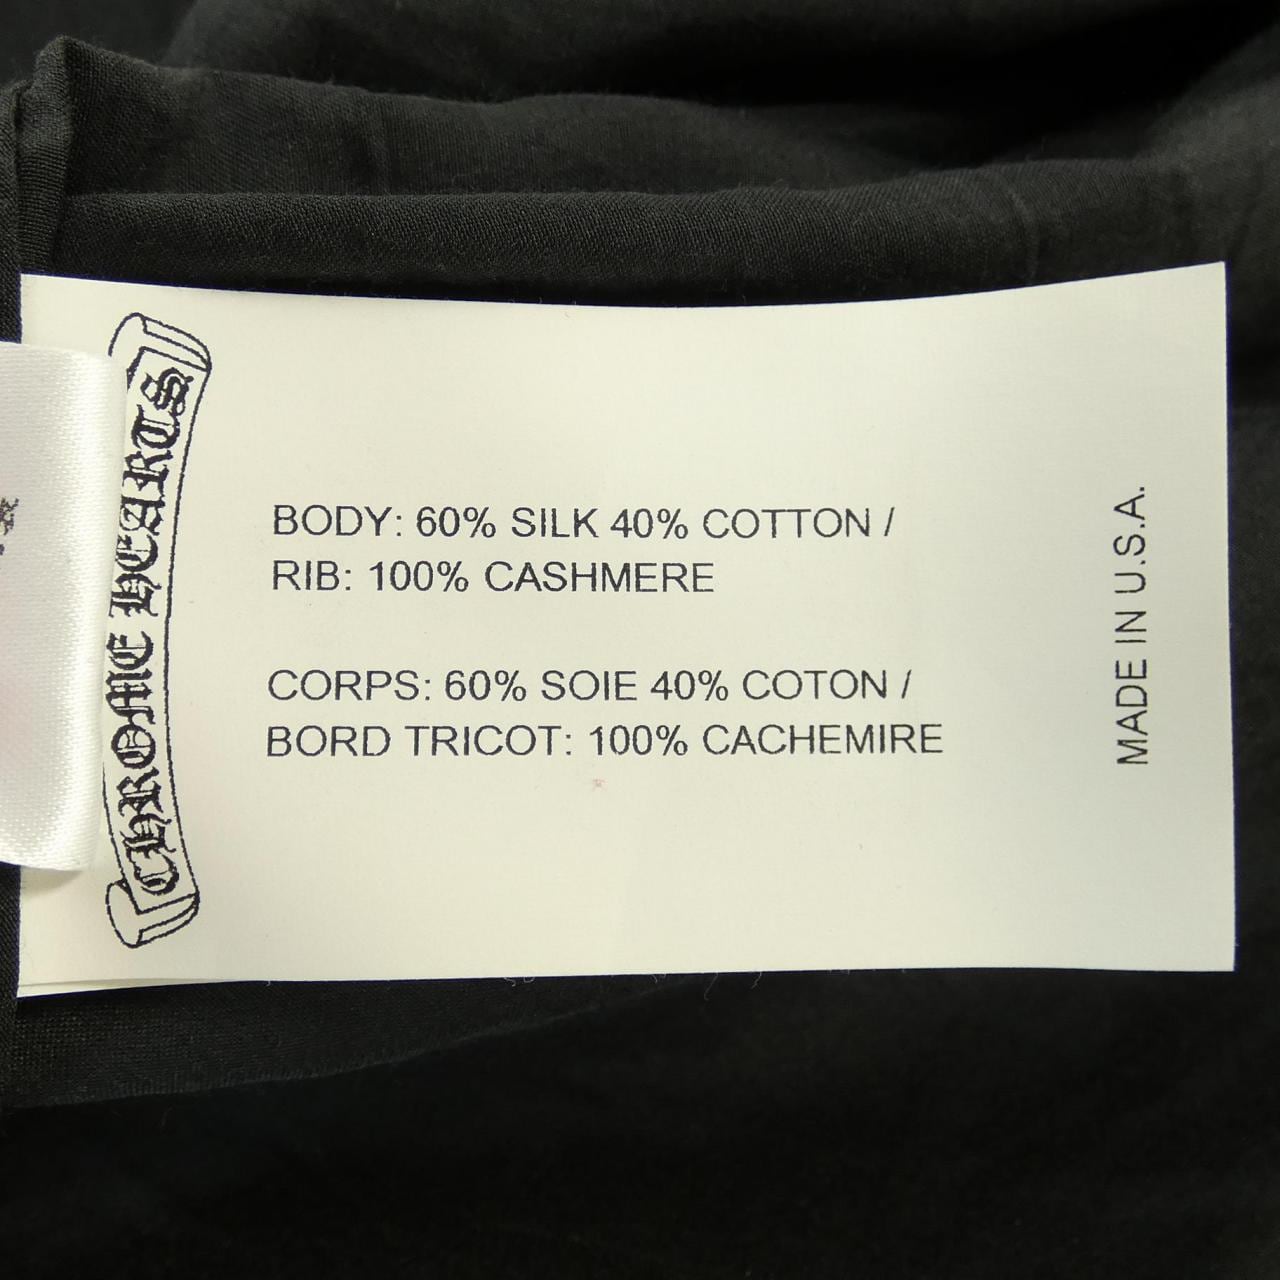 CHROME HEARTS
BODY: 60% SILK 40% COTTON /
RIB: 100% CASHMERE
CORPS: 60% SOIE 40% COTON /
BORD TRICOT: 100% CACHEMIRE
MADE IN U.S.A.